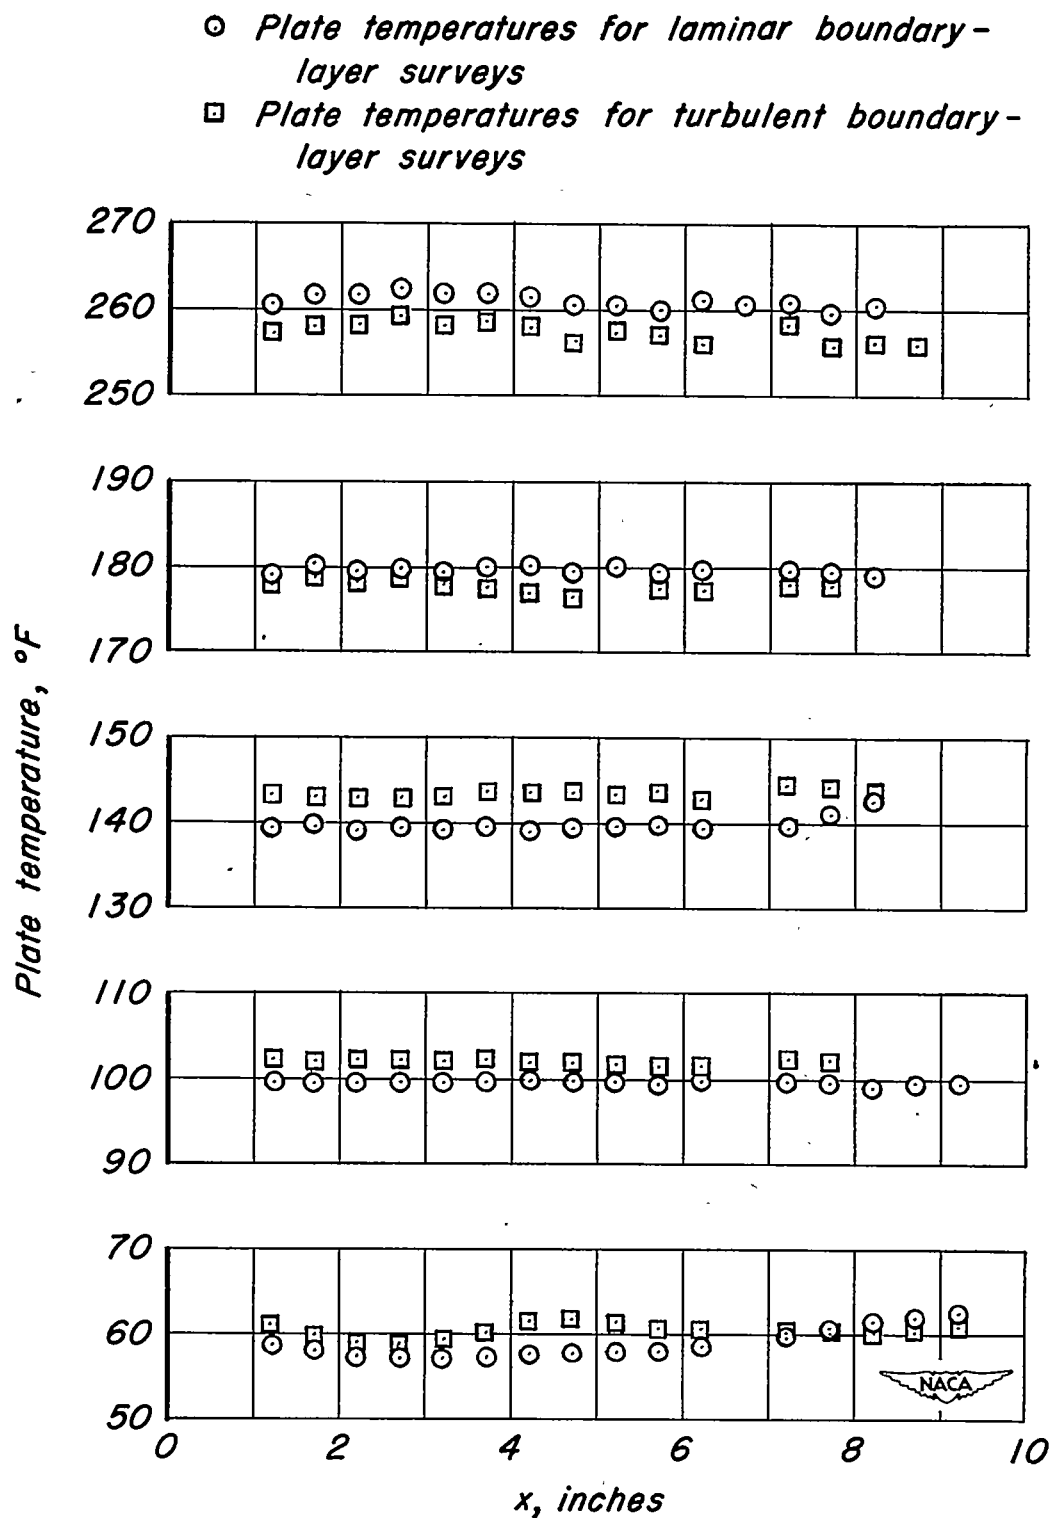 Plate temperatures for laminar boundary-
layer surveys
Plate temperatures for turbulent boundary-
layer surveys
270
260
250
190
180
170
150
140
130
110
100
90
70
60
50
0 2 4 6 8 10
Plate temperature, °F
x, inches
NACA